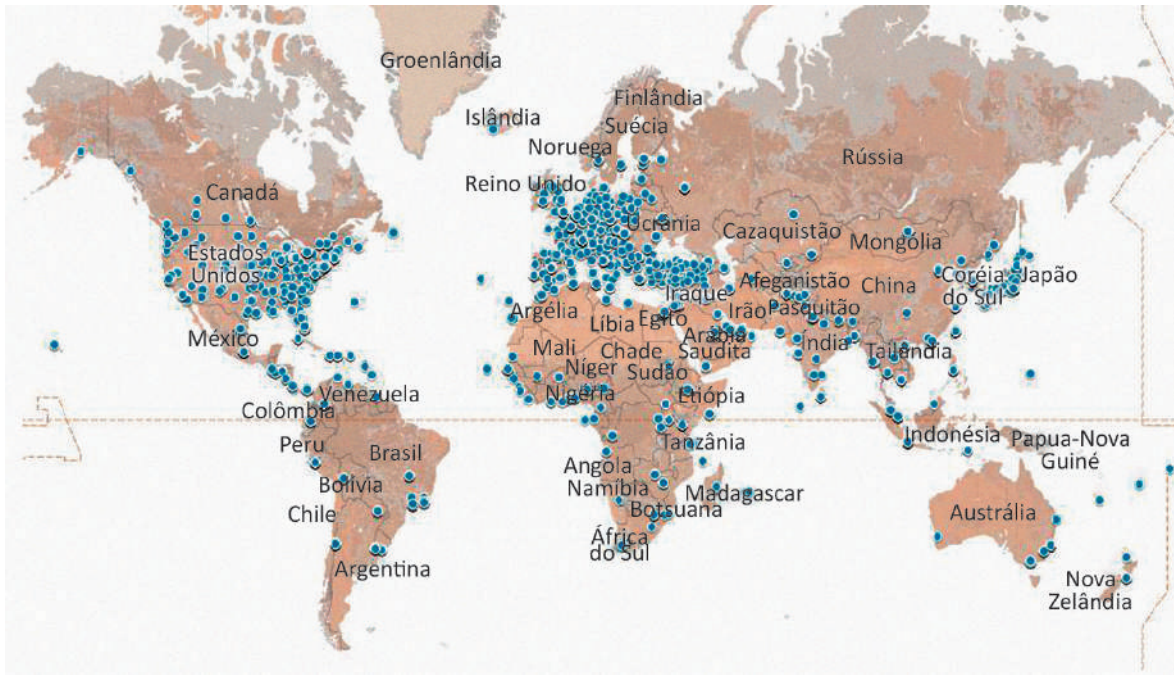 Groenlândia
Islândia
Finlândia
Suécia
Noruega
Rússia
Reino Unido
Canadá
Ucrânia
Cazaquistão
Mongólia
Estados
Unidos
Afeganistão
China
Coréia
do Sul
Japão
Iraque
Irão
Pasquitão
Argélia
Líbia
Egito
México
Arábia
Saudita
Índia
Mali
Chade
Tailândia
Níger
Sudão
Venezuela
Nigéria
Etiópia
Colômbia
Peru
Brasil
Tanzânia
Indonésia
Papua-Nova
Guiné
Angola
Bolívia
Namíbia
Madagascar
Chile
Botsuana
Austrália
África
do Sul
Argentina
Nova
Zelândia